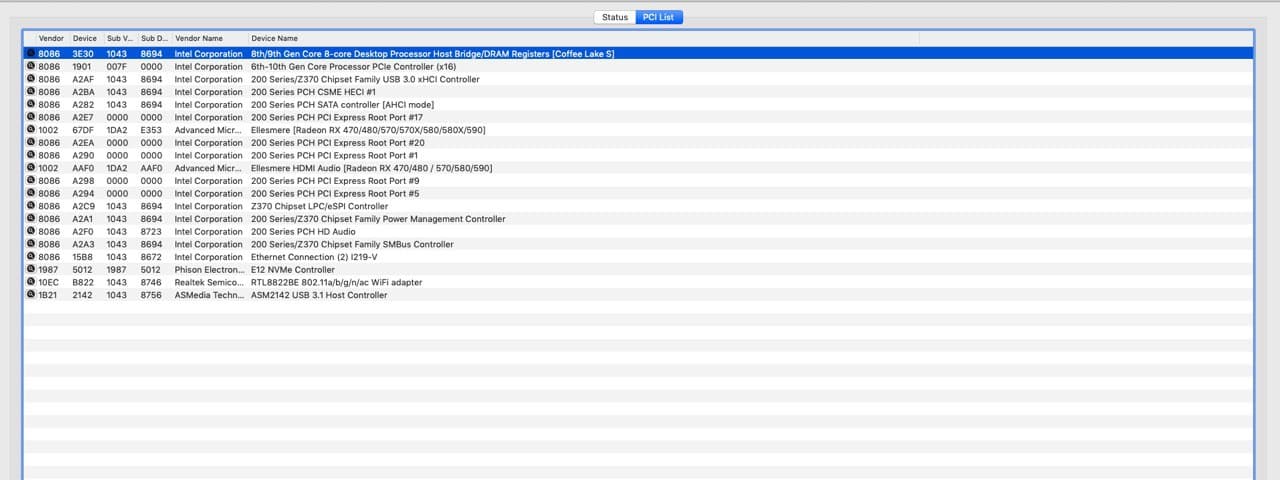 Status PCI List
Vendor Device Sub V... Sub D... Vendor Name Device Name
8086 3E30 1043 8694 Intel Corporation 8th/9th Gen Core 8-core Desktop Processor Host Bridge/DRAM Registers [Coffee Lake S]
8086 1901 007F 0000 Intel Corporation 6th-10th Gen Core Processor PCIe Controller (x16)
8086 A2AF 1043 8694 Intel Corporation 200 Series/Z370 Chipset Family USB 3.0 xHCI Controller
8086 A2BA 1043 8694 Intel Corporation 200 Series PCH CSME HECI #1
8086 A282 1043 8694 Intel Corporation 200 Series PCH SATA controller [AHCI mode]
8086 A2E7 0000 0000 Intel Corporation 200 Series PCH PCI Express Root Port #17
1002 67DF 1DA2 E353 Advanced Micr... Ellesmere [Radeon RX 470/480/570/570X/580/580X/590]
8086 A2EA 0000 0000 Intel Corporation 200 Series PCH PCI Express Root Port #20
8086 A290 0000 0000 Intel Corporation 200 Series PCH PCI Express Root Port #1
1002 AAF0 1DA2 AAF0 Advanced Micr... Ellesmere HDMI Audio [Radeon RX 470/480 / 570/580/590]
8086 A298 0000 0000 Intel Corporation 200 Series PCH PCI Express Root Port #9
8086 A294 0000 0000 Intel Corporation 200 Series PCH PCI Express Root Port #5
8086 A2C9 1043 8694 Intel Corporation Z370 Chipset LPC/eSPI Controller
8086 A2A1 1043 8694 Intel Corporation 200 Series/Z370 Chipset Family Power Management Controller
8086 A2F0 1043 8723 Intel Corporation 200 Series PCH HD Audio
8086 A2A3 1043 8694 Intel Corporation 200 Series/Z370 Chipset Family SMBus Controller
8086 15B8 1043 8672 Intel Corporation Ethernet Connection (2) I219-V
1987 5012 1987 5012 Phison Electron... E12 NVMe Controller
10EC B822 1043 8746 Realtek Semico... RTL8822BE 802.11a/b/g/n/ac WiFi adapter
1B21 2142 1043 8756 ASMedia Techn... ASM2142 USB 3.1 Host Controller